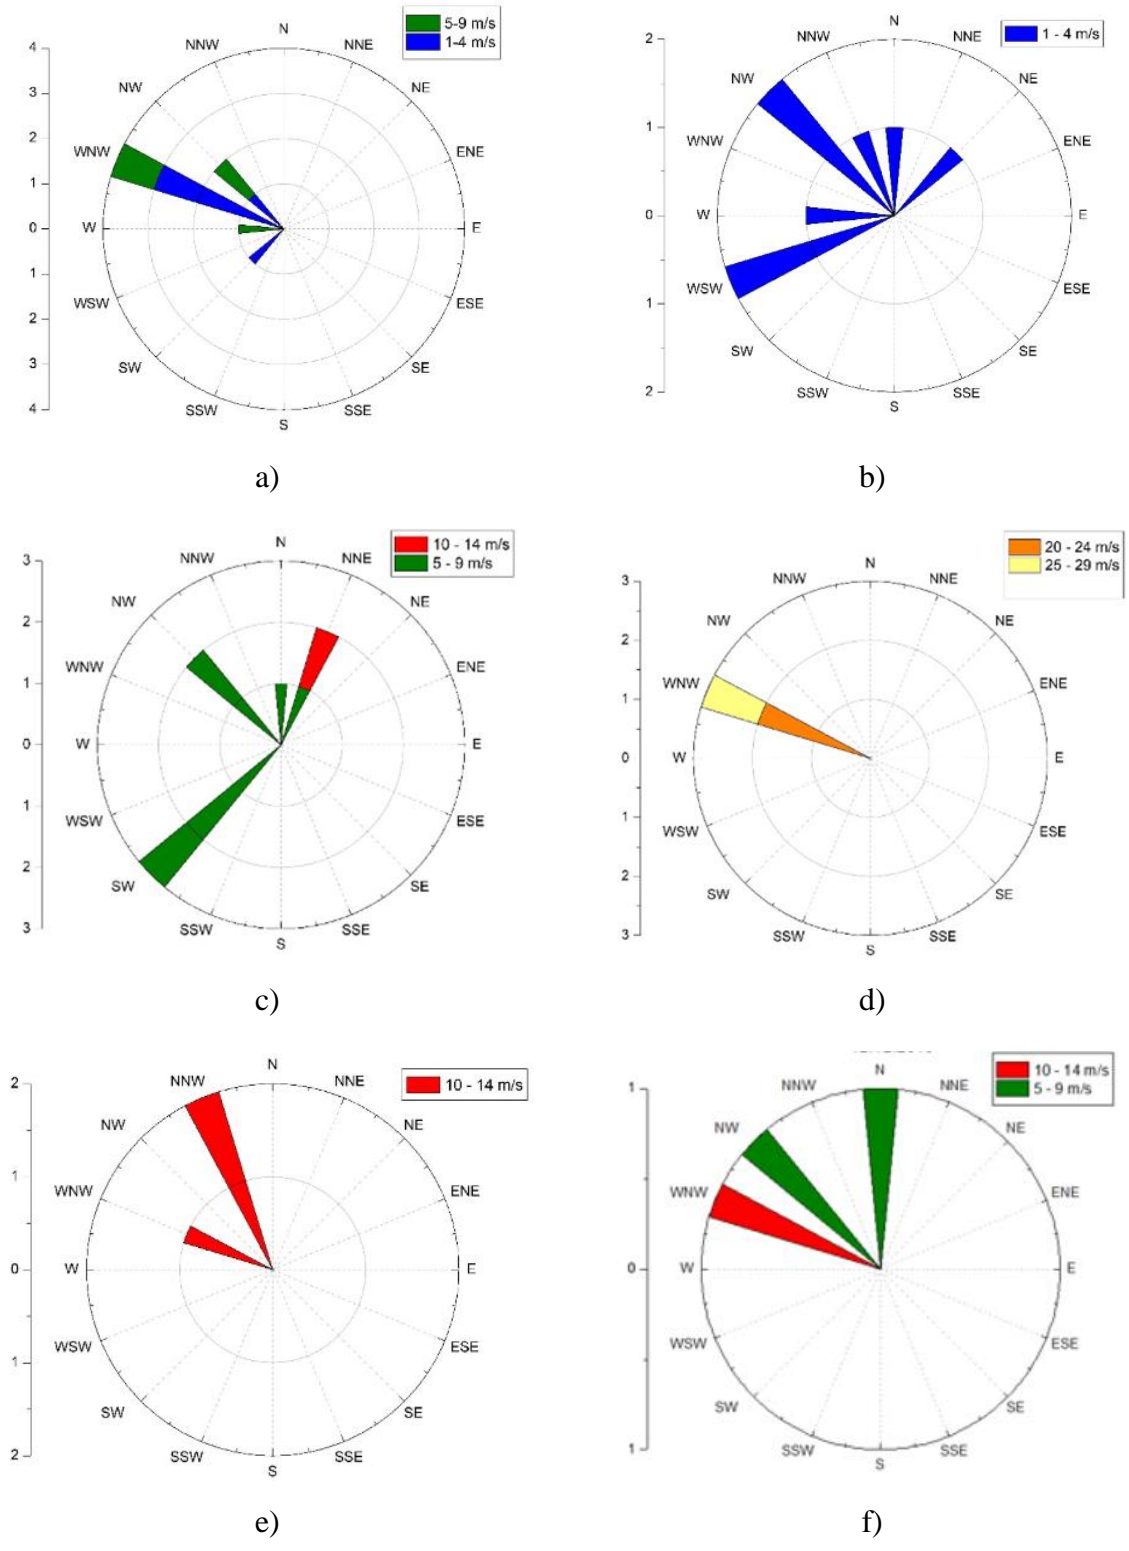 5-9 m/s
1-4 m/s
N
NNE
NE
ENE
E
ESE
SE
SSE
S
SSW
SW
WSW
W
WNW
NW
NNW
4
3
2
1
0
1
2
3
4
a)
1 - 4 m/s
N
NNE
NE
ENE
E
ESE
SE
SSE
S
SSW
SW
WSW
W
WNW
NW
NNW
2
1
0
1
2
b)
10 - 14 m/s
5 - 9 m/s
N
NNE
NE
ENE
E
ESE
SE
SSE
S
SSW
SW
WSW
W
WNW
NW
NNW
3
2
1
0
1
2
3
c)
20 - 24 m/s
25 - 29 m/s
N
NNE
NE
ENE
E
ESE
SE
SSE
S
SSW
SW
WSW
W
WNW
NW
NNW
3
2
1
0
1
2
3
d)
10 - 14 m/s
N
NNE
NE
ENE
E
ESE
SE
SSE
S
SSW
SW
WSW
W
WNW
NW
NNW
2
1
0
1
2
e)
10 - 14 m/s
5 - 9 m/s
N
NNE
NE
ENE
E
ESE
SE
SSE
S
SSW
SW
WSW
W
WNW
NW
NNW
1
0
1
f)